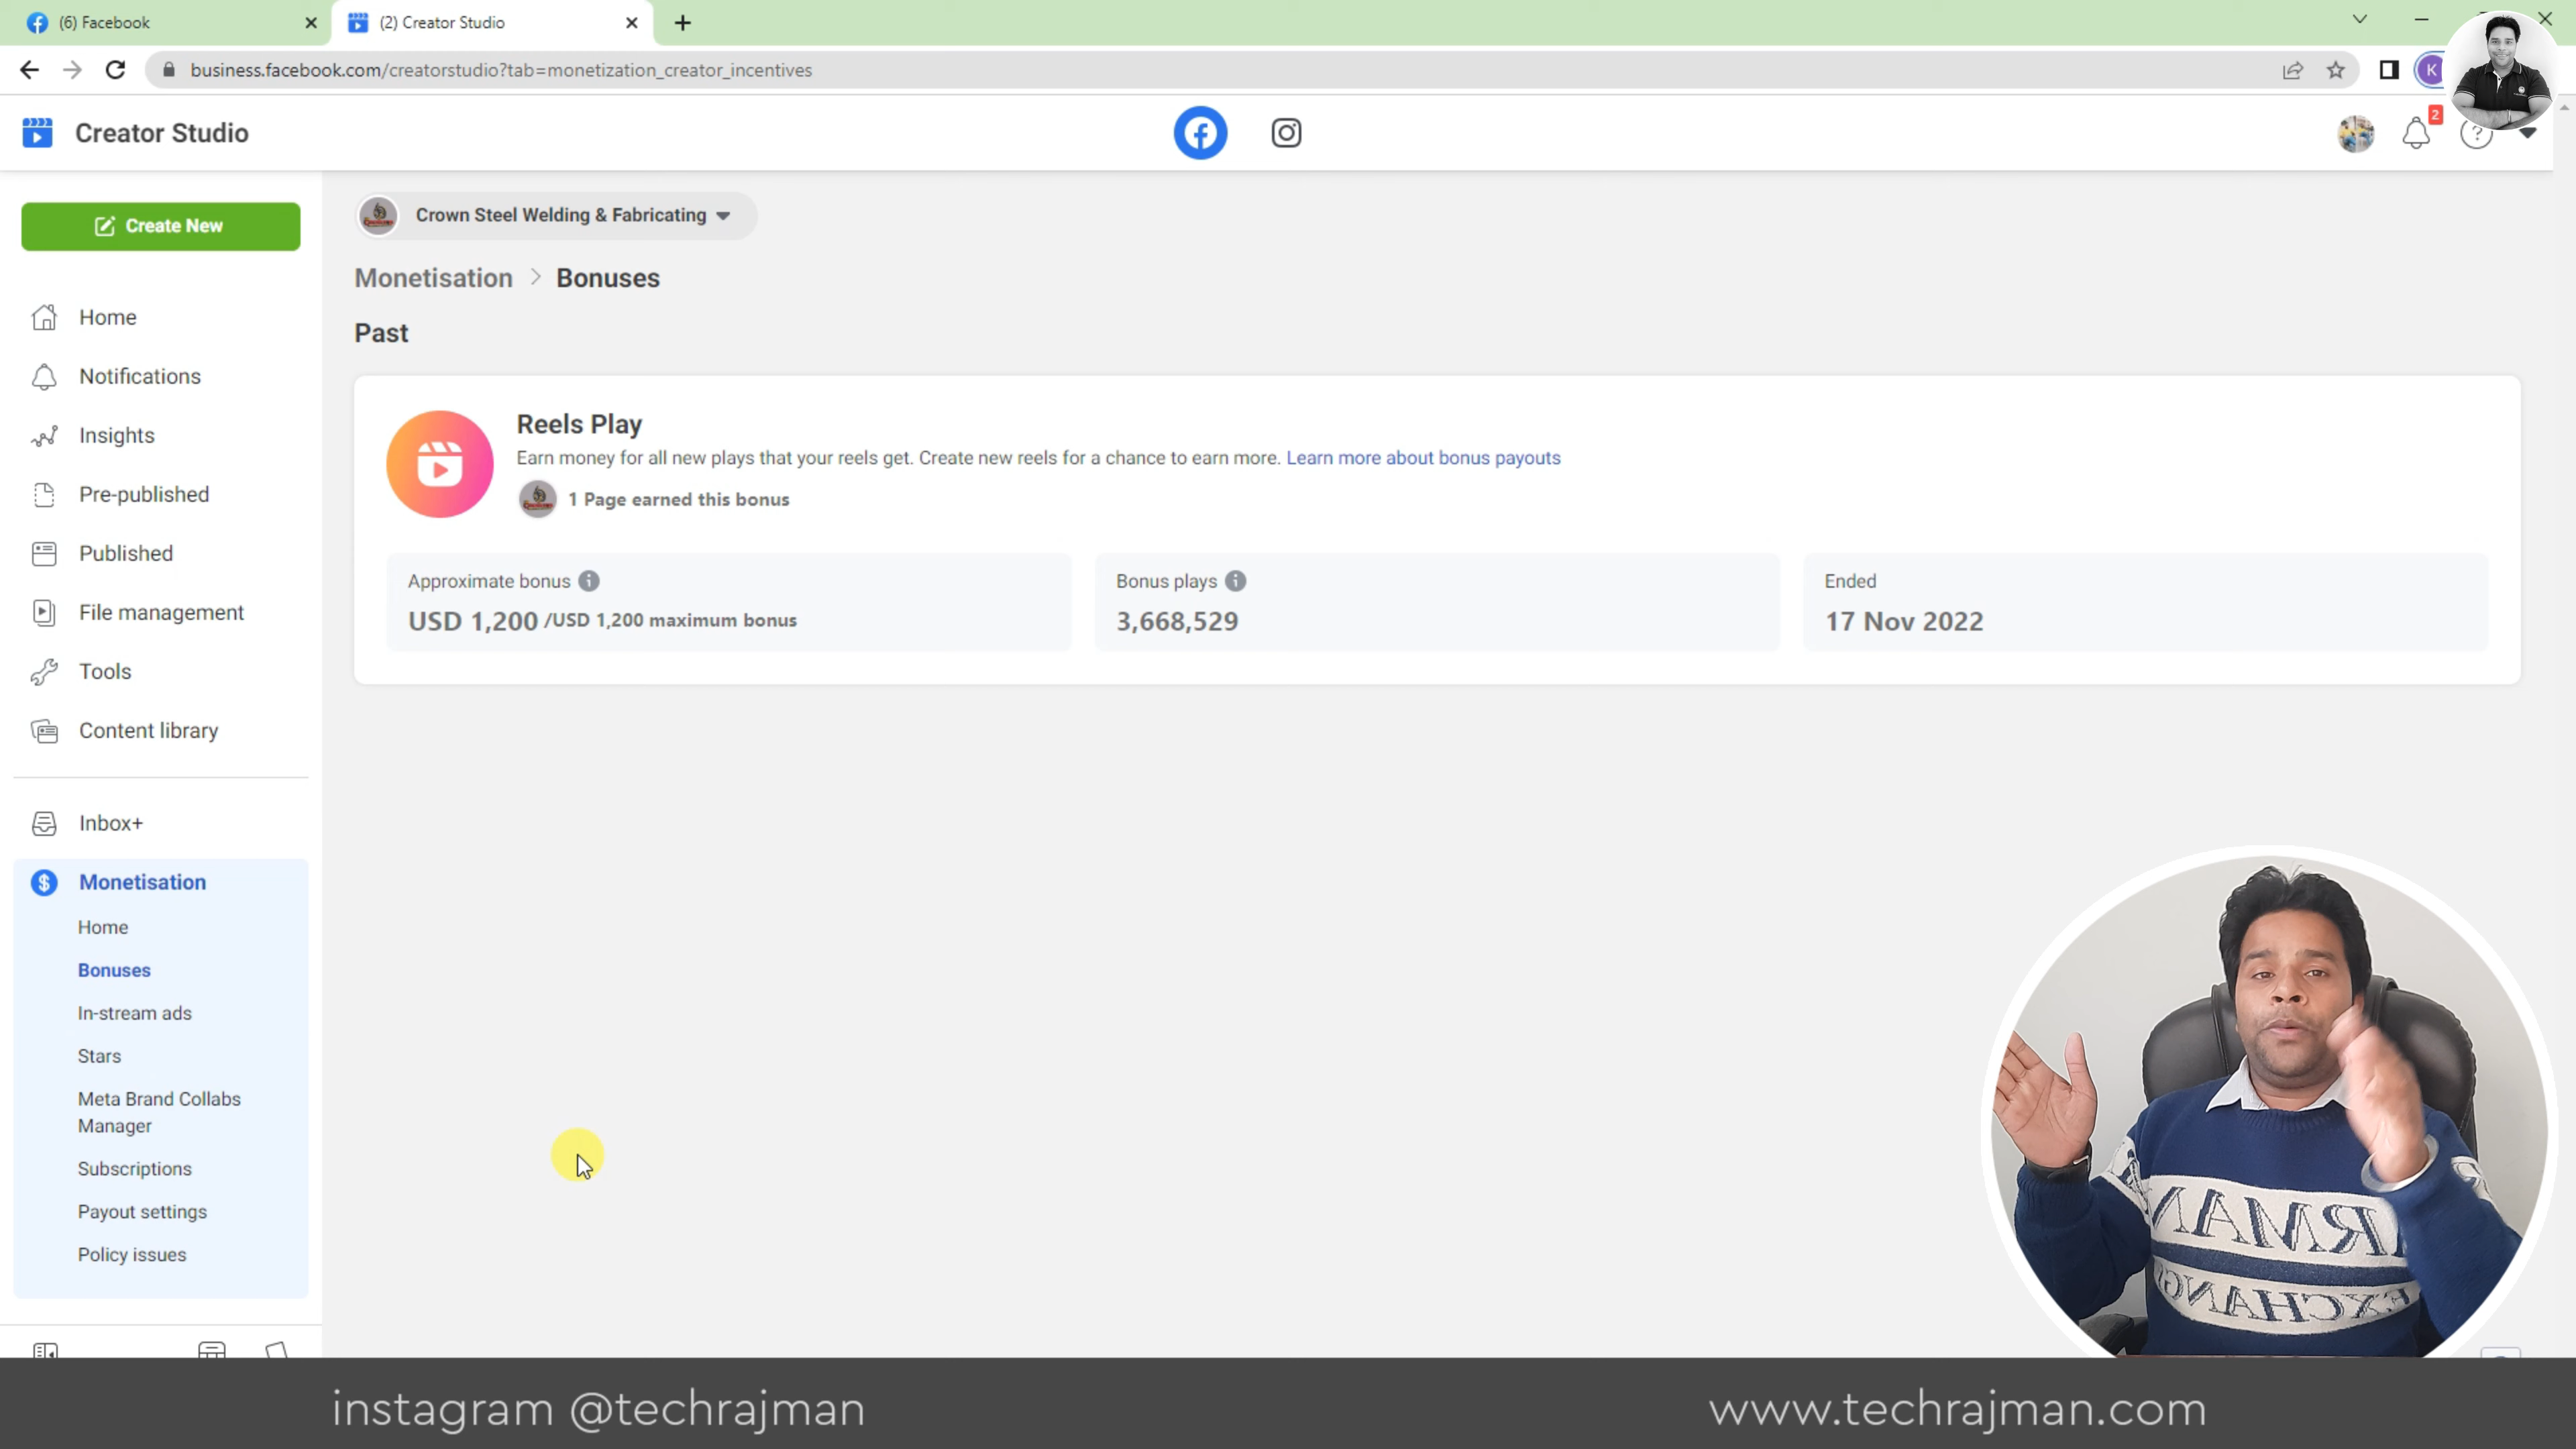 (6) Facebook
(2) Creator Studio
business.facebook.com/creatorstudio?tab=monetization_creator_incentives
K
Creator Studio
2
Create New
Crown Steel Welding & Fabricating
Monetisation > Bonuses
Past
Home
Notifications
Insights
Pre-published
Published
File management
Tools
Content library
Inbox+
Monetisation
Home
Bonuses
In-stream ads
Stars
Meta Brand Collabs
Manager
Subscriptions
Payout settings
Policy issues
Reels Play
Earn money for all new plays that your reels get. Create new reels for a chance to earn more. Learn more about bonus payouts
1 Page earned this bonus
Approximate bonus
USD 1,200 /USD 1,200 maximum bonus
Bonus plays
3,668,529
Ended
17 Nov 2022
instagram @techrajman
www.techrajman.com